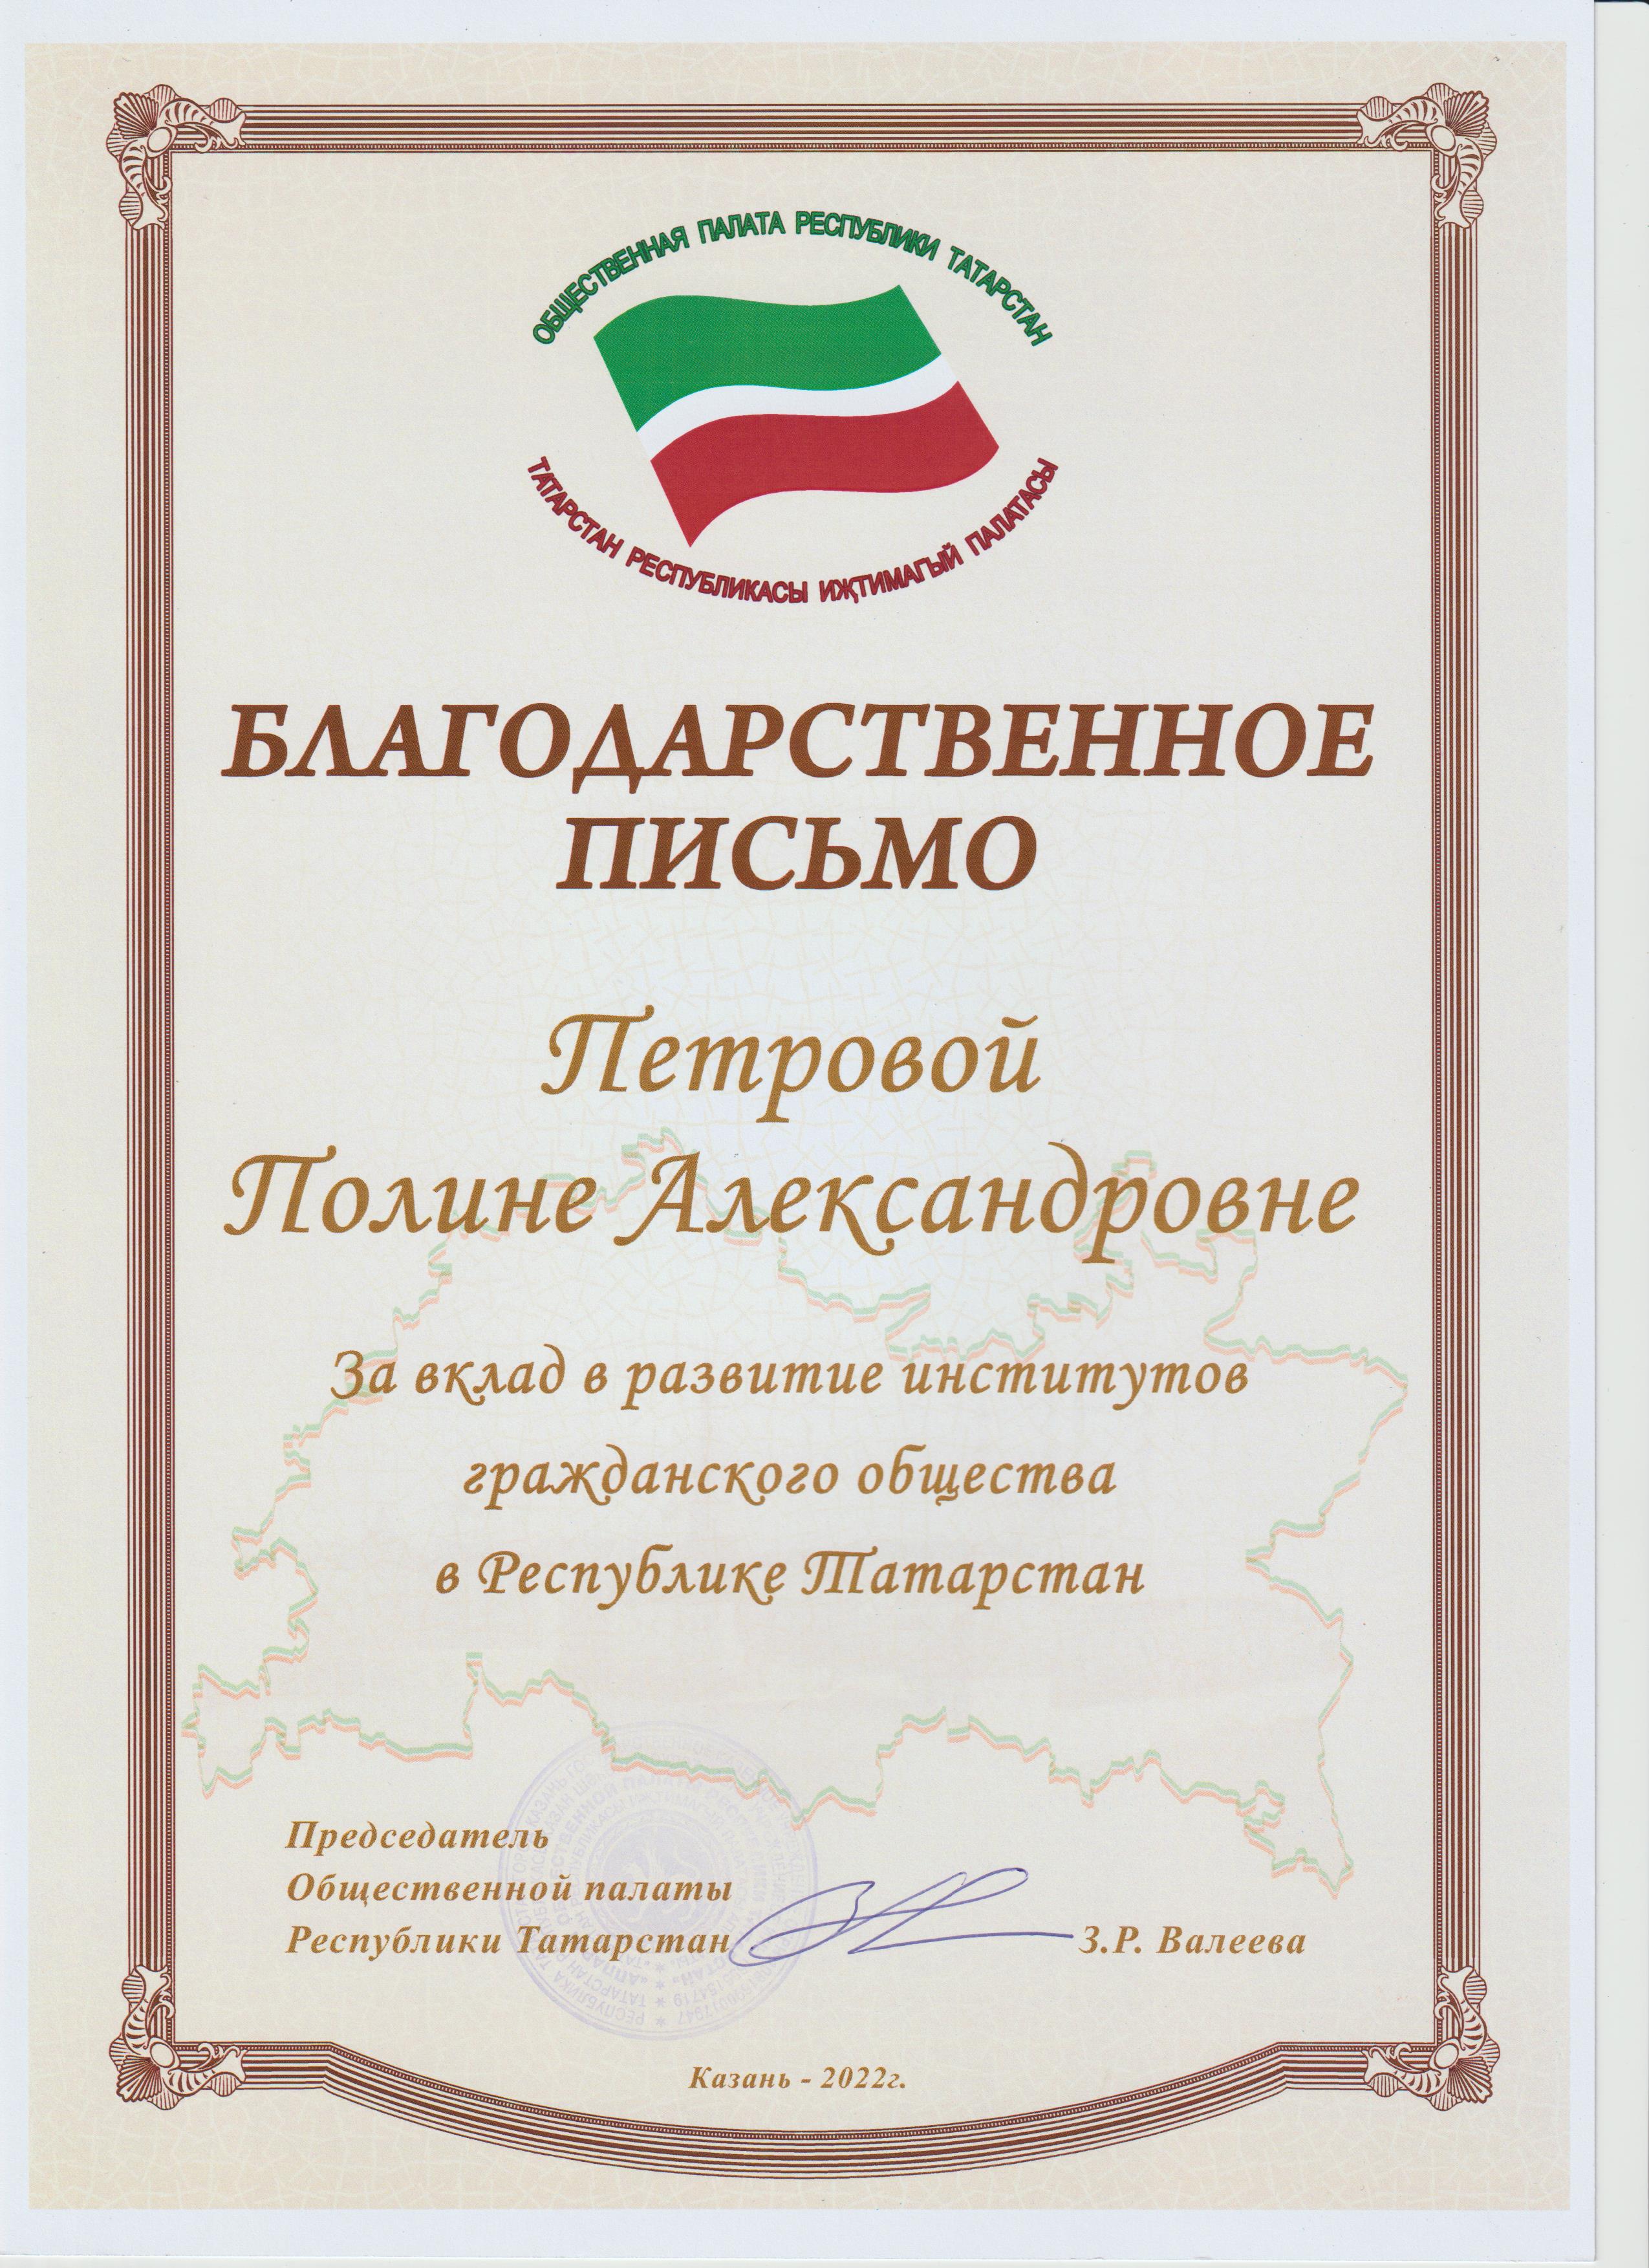 ОБЩЕСТВЕННАЯ ПАЛАТА РЕСПУБЛИКИ ТАТАРСТАН
ТАТАРСТАН РЕСПУБЛИКАСЫ ИҖТИМАГЫЙ ПАЛАТАСЫ
БЛАГОДАРСТВЕННОЕ
ПИСЬМО
Петровой
Полине Александровне
За вклад в развитие институтов
гражданского общества
в Республике Татарстан
Председатель
Общественной палаты
Республики Татарстан З.Р. Валеева
Казань - 2022г.